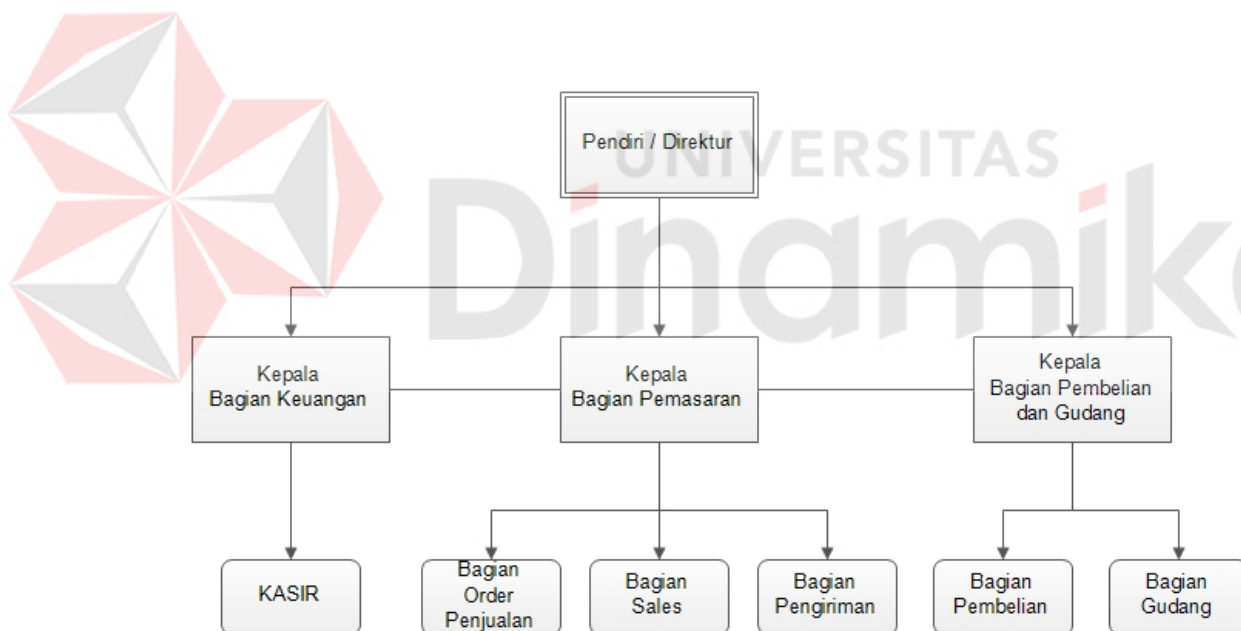 UNIVERSITAS
Dinamika
Pendiri / Direktur
Kepala
Bagian Keuangan
Kepala
Bagian Pemasaran
Kepala
Bagian Pembelian
dan Gudang
KASIR
Bagian
Order
Penjualan
Bagian
Sales
Bagian
Pengiriman
Bagian
Pembelian
Bagian
Gudang